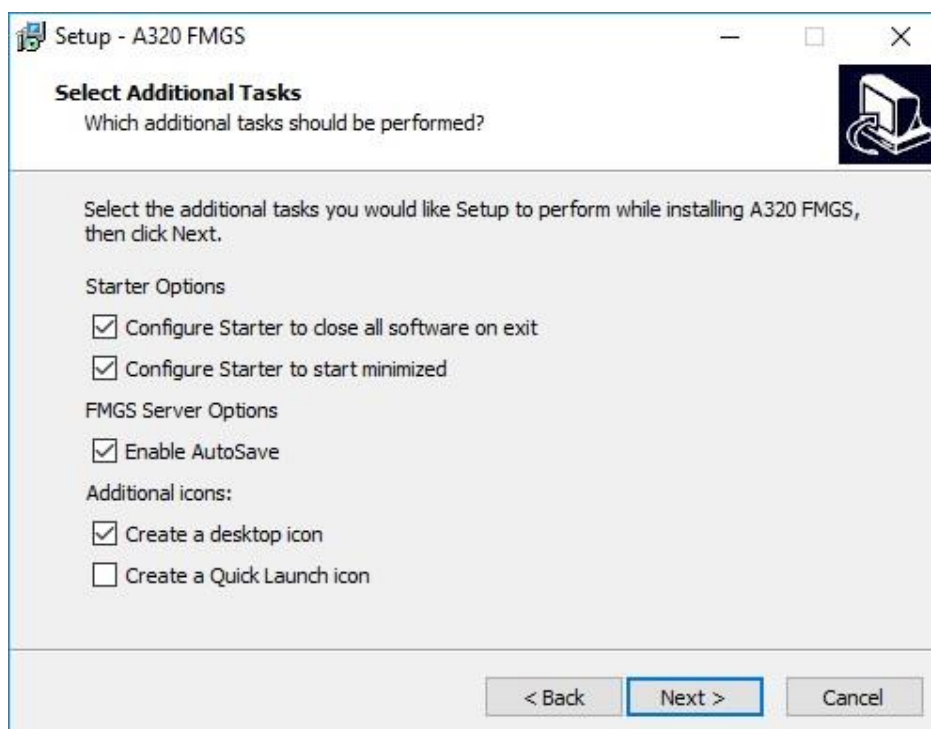 Setup - A320 FMGS
Select Additional Tasks
Which additional tasks should be performed?
Select the additional tasks you would like Setup to perform while installing A320 FMGS,
then click Next.
Starter Options
Configure Starter to close all software on exit
Configure Starter to start minimized
FMGS Server Options
Enable AutoSave
Additional icons:
Create a desktop icon
Create a Quick Launch icon
< Back
Next >
Cancel